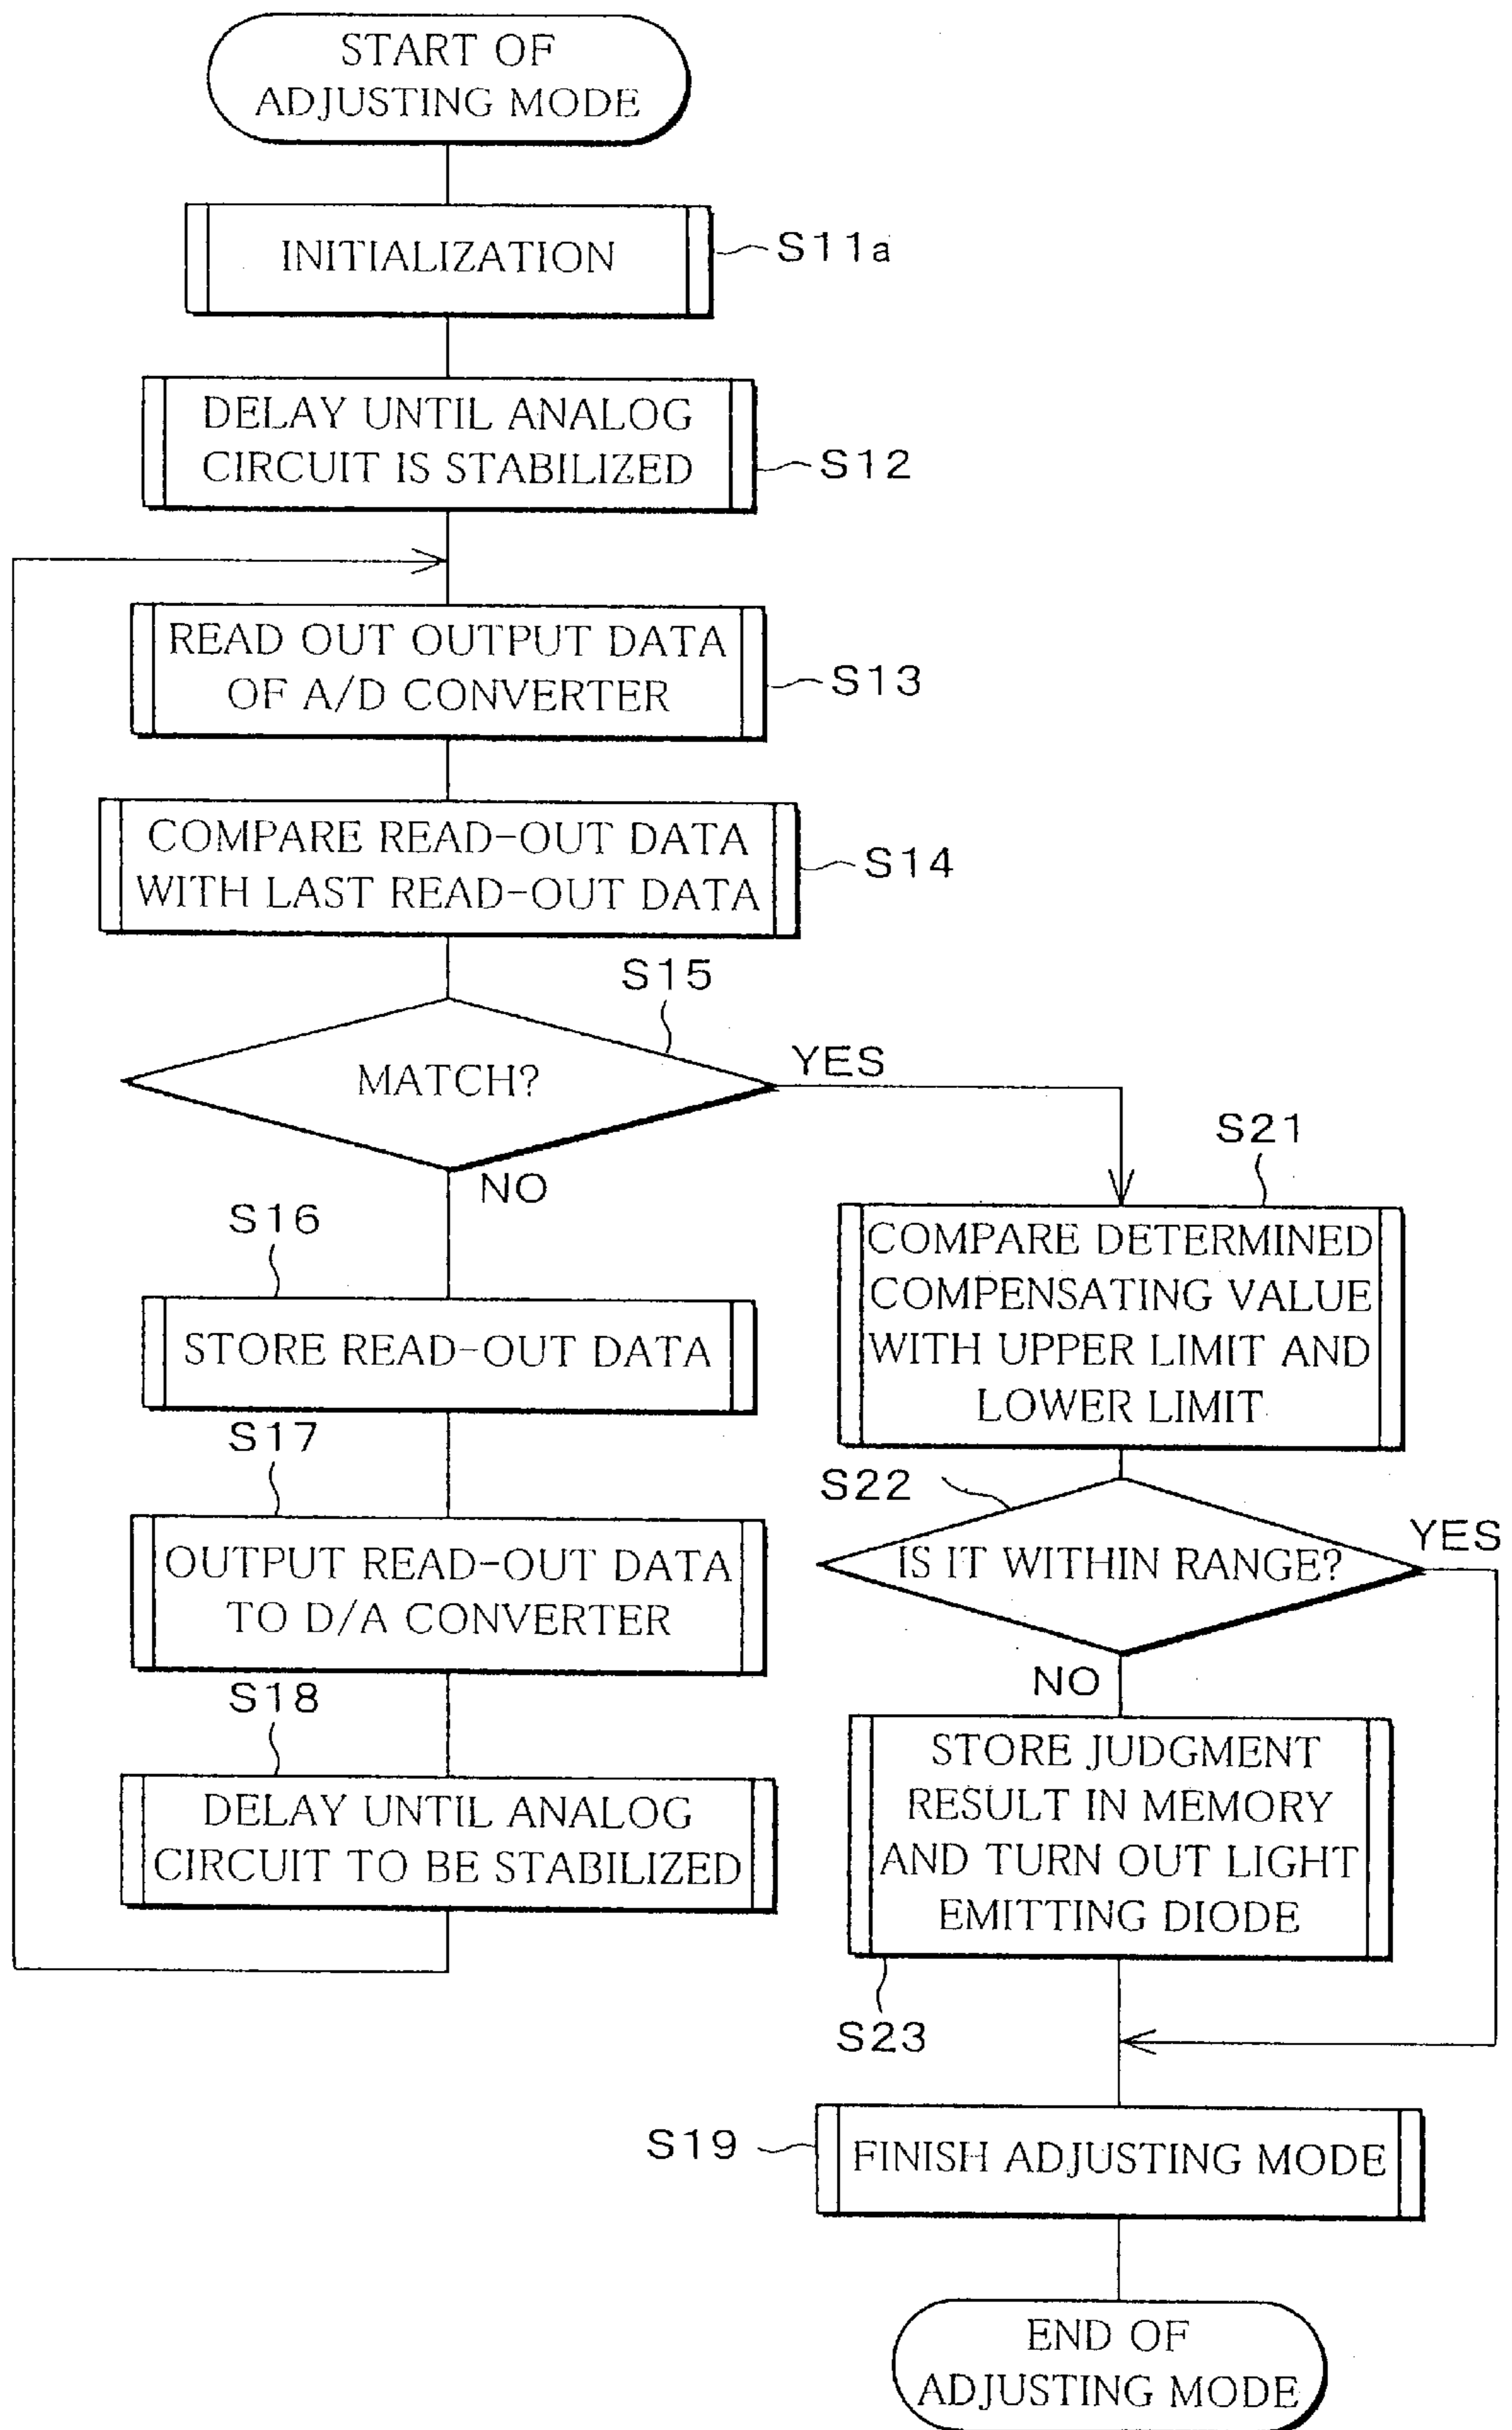 START OF
ADJUSTING MODE
INITIALIZATION
S11a
DELAY UNTIL ANALOG
CIRCUIT IS STABILIZED
S12
READ OUT OUTPUT DATA
OF A/D CONVERTER
S13
COMPARE READ-OUT DATA
WITH LAST READ-OUT DATA
S14
S15
MATCH?
YES
NO
S16
STORE READ-OUT DATA
S17
OUTPUT READ-OUT DATA
TO D/A CONVERTER
S18
DELAY UNTIL ANALOG
CIRCUIT TO BE STABILIZED
S21
COMPARE DETERMINED
COMPENSATING VALUE
WITH UPPER LIMIT AND
LOWER LIMIT
S22
IS IT WITHIN RANGE?
YES
NO
STORE JUDGMENT
RESULT IN MEMORY
AND TURN OUT LIGHT
EMITTING DIODE
S23
S19
FINISH ADJUSTING MODE
END OF
ADJUSTING MODE